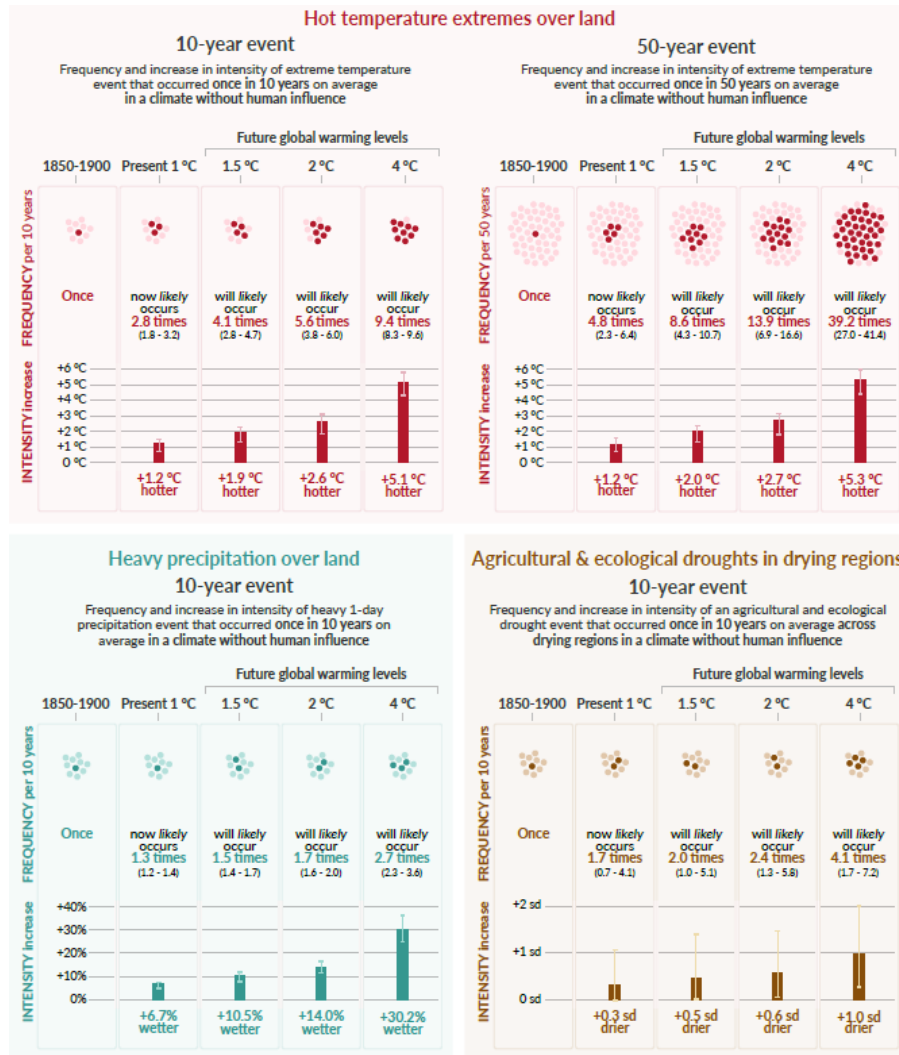 Hot temperature extremes over land
10-year event
Frequency and increase in intensity of extreme temperature
event that occurred once in 10 years on average
in a climate without human influence
Future global warming levels
1850-1900 Present 1 °C 1.5 °C 2 °C 4 °C
FREQUENCY per 10 years
Once
now likely occurs 2.8 times (1.8 - 3.2)
will likely occur 4.1 times (2.8 - 4.7)
will likely occur 5.6 times (3.8 - 6.0)
will likely occur 9.4 times (8.3 - 9.6)
INTENSITY increase
+6 °C
+5 °C
+4 °C
+3 °C
+2 °C
+1 °C
0 °C
+1.2 °C hotter
+1.9 °C hotter
+2.6 °C hotter
+5.1 °C hotter
50-year event
Frequency and increase in intensity of extreme temperature
event that occurred once in 50 years on average
in a climate without human influence
Future global warming levels
1850-1900 Present 1 °C 1.5 °C 2 °C 4 °C
FREQUENCY per 50 years
Once
now likely occurs 4.8 times (2.3 - 6.4)
will likely occur 8.6 times (4.3 - 10.7)
will likely occur 13.9 times (6.9 - 16.6)
will likely occur 39.2 times (27.0 - 41.4)
INTENSITY increase
+6 °C
+5 °C
+4 °C
+3 °C
+2 °C
+1 °C
0 °C
+1.2 °C hotter
+2.0 °C hotter
+2.7 °C hotter
+5.3 °C hotter
Heavy precipitation over land
10-year event
Frequency and increase in intensity of heavy 1-day
precipitation event that occurred once in 10 years on
average in a climate without human influence
Future global warming levels
1850-1900 Present 1 °C 1.5 °C 2 °C 4 °C
FREQUENCY per 10 years
Once
now likely occurs 1.3 times (1.2 - 1.4)
will likely occur 1.5 times (1.4 - 1.7)
will likely occur 1.7 times (1.6 - 2.0)
will likely occur 2.7 times (2.3 - 3.6)
INTENSITY increase
+40%
+30%
+20%
+10%
0%
+6.7% wetter
+10.5% wetter
+14.0% wetter
+30.2% wetter
Agricultural & ecological droughts in drying regions
10-year event
Frequency and increase in intensity of an agricultural and ecological
drought event that occurred once in 10 years on average across
drying regions in a climate without human influence
Future global warming levels
1850-1900 Present 1 °C 1.5 °C 2 °C 4 °C
FREQUENCY per 10 years
Once
now likely occurs 1.7 times (0.7 - 4.1)
will likely occur 2.0 times (1.0 - 5.1)
will likely occur 2.4 times (1.3 - 5.8)
will likely occur 4.1 times (1.7 - 7.2)
INTENSITY increase
+2 sd
+1 sd
0 sd
+0.3 sd drier
+0.5 sd drier
+0.6 sd drier
+1.0 sd drier